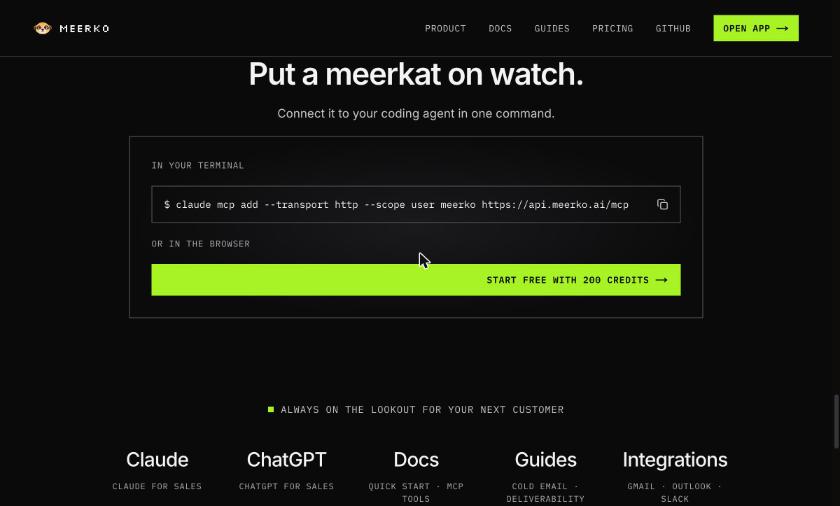 MEERKO
PRODUCT DOCS GUIDES PRICING GITHUB OPEN APP →
Put a meerkat on watch.
Connect it to your coding agent in one command.
IN YOUR TERMINAL
$ claude mcp add --transport http --scope user meerko https://api.meerko.ai/mcp
OR IN THE BROWSER
START FREE WITH 200 CREDITS →
ALWAYS ON THE LOOKOUT FOR YOUR NEXT CUSTOMER
Claude
CLAUDE FOR SALES
ChatGPT
CHATGPT FOR SALES
Docs
QUICK START · MCP
TOOLS
Guides
COLD EMAIL ·
DELIVERABILITY
Integrations
GMAIL · OUTLOOK ·
SLACK